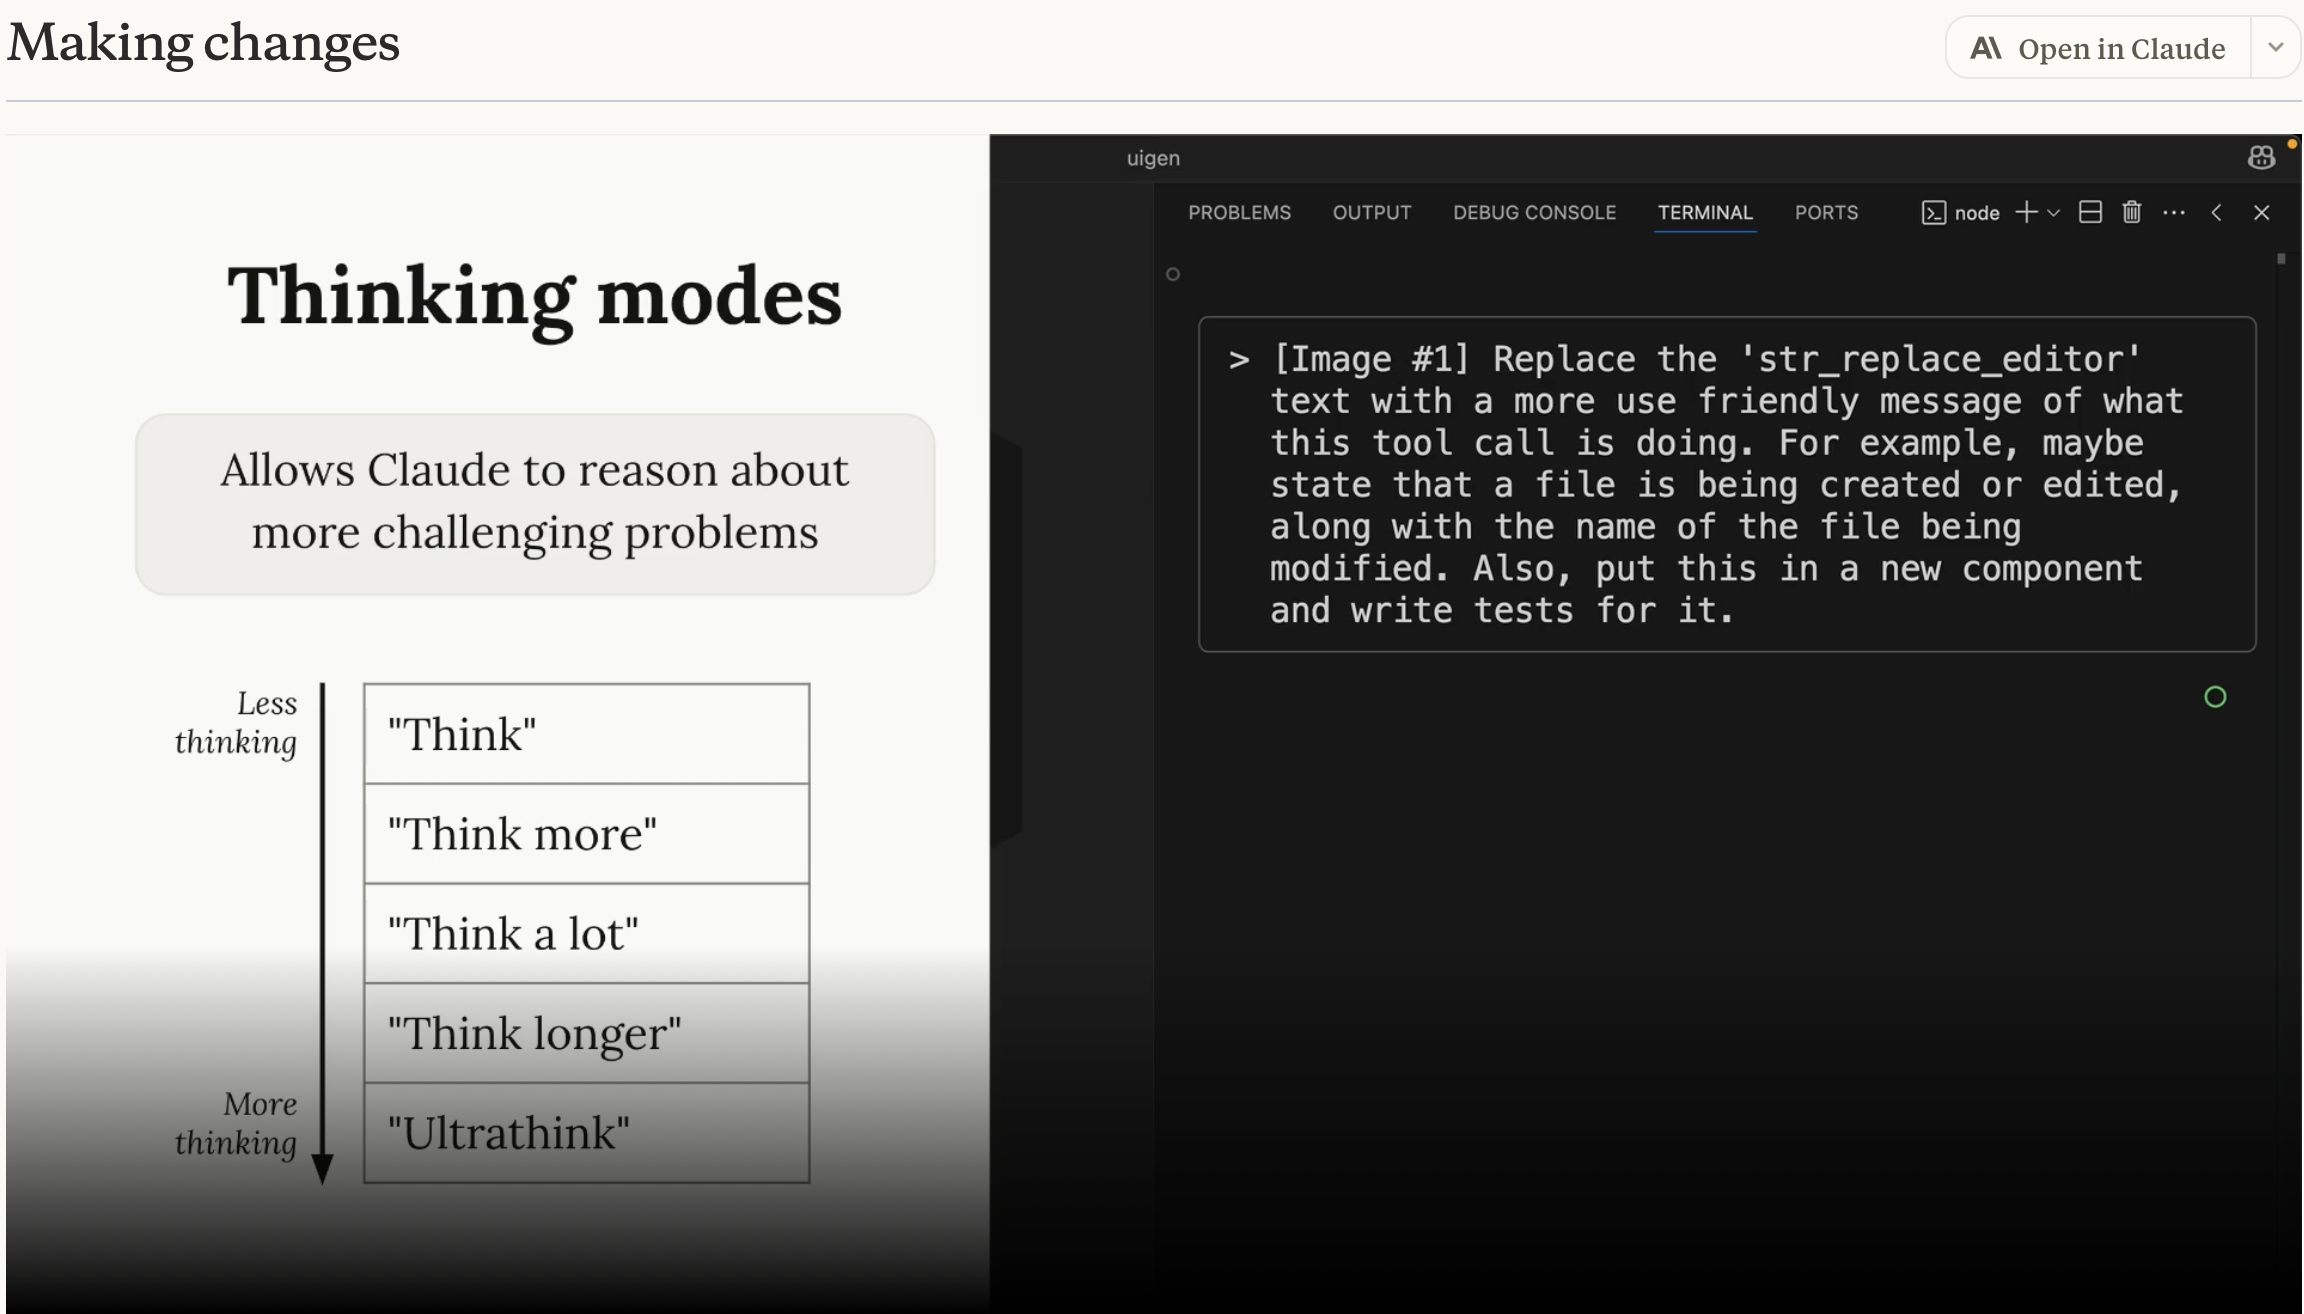 Making changes
Open in Claude
Thinking modes
Allows Claude to reason about
more challenging problems
Less
thinking
"Think"
"Think more"
"Think a lot"
"Think longer"
More
thinking
"Ultrathink"
uigen
PROBLEMS OUTPUT DEBUG CONSOLE TERMINAL PORTS node
> [Image #1] Replace the 'str_replace_editor'
text with a more use friendly message of what
this tool call is doing. For example, maybe
state that a file is being created or edited,
along with the name of the file being
modified. Also, put this in a new component
and write tests for it.